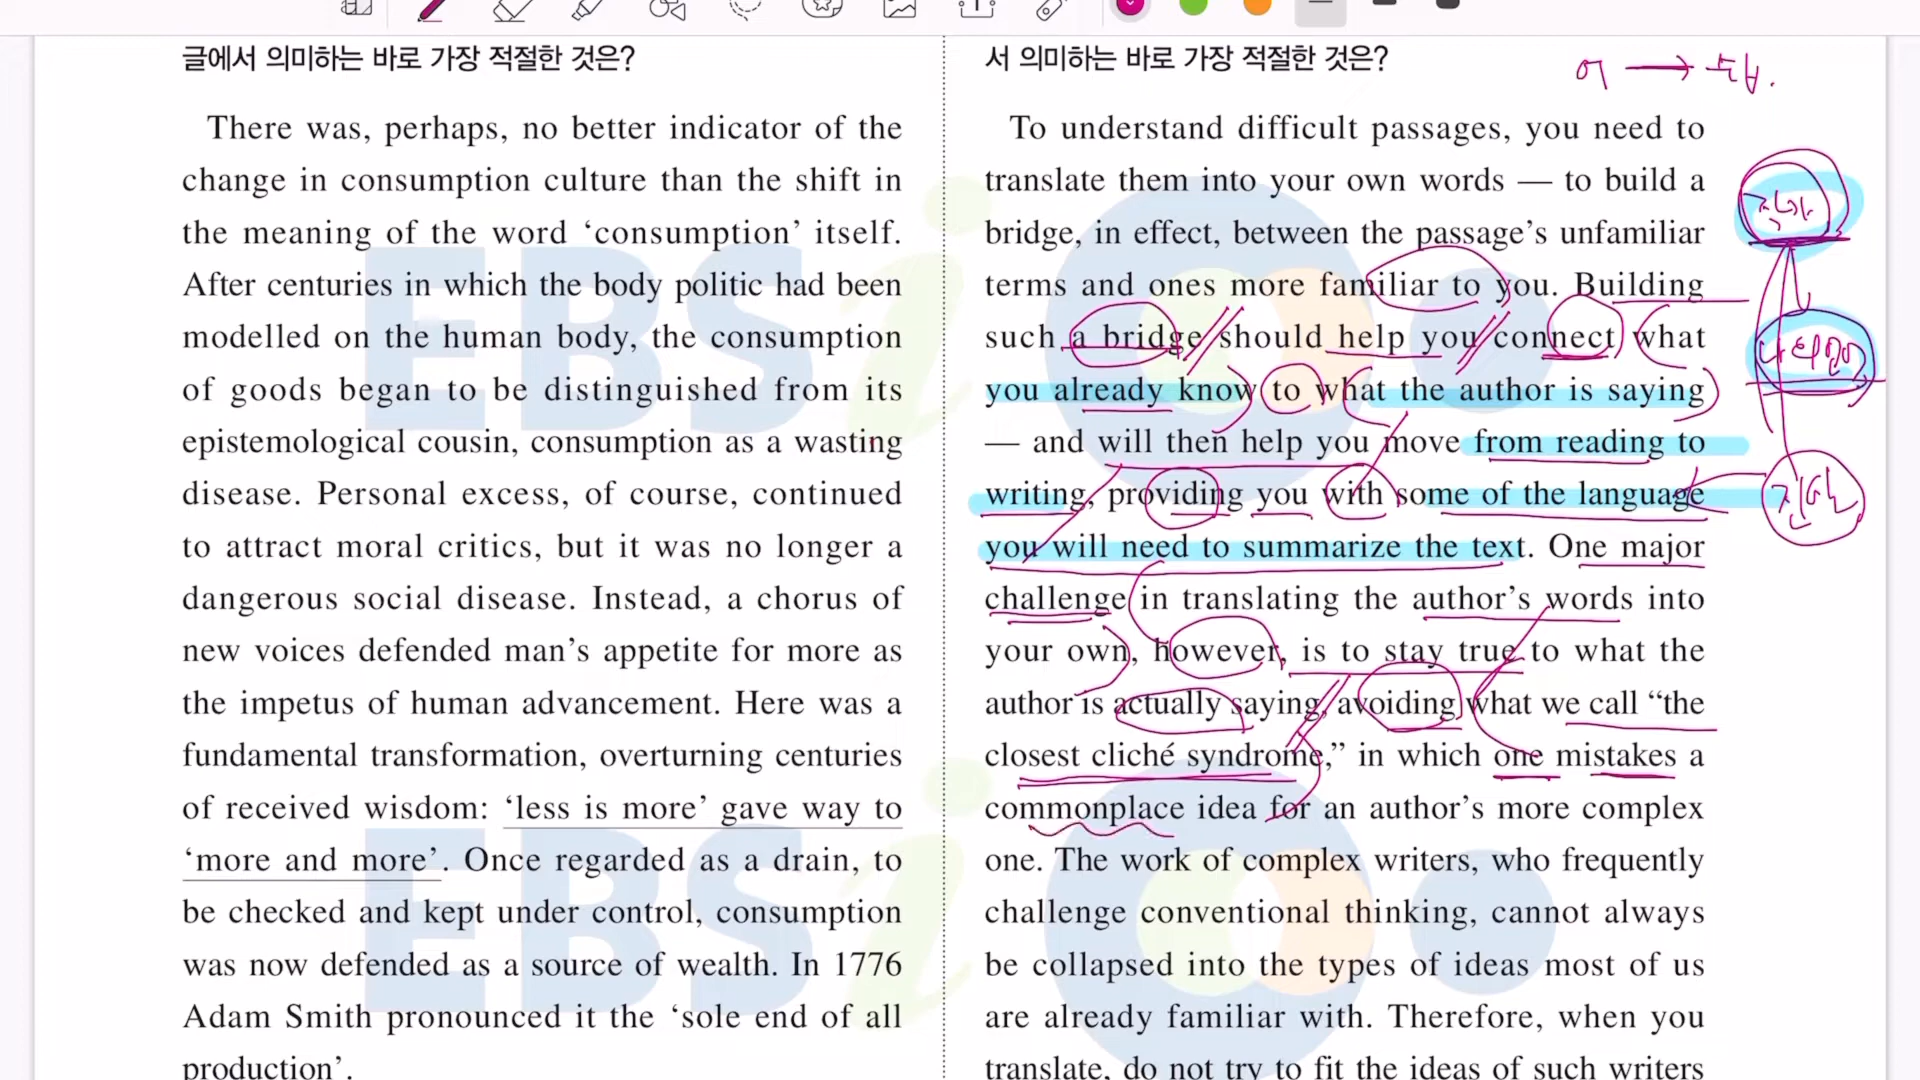 글에서 의미하는 바로 가장 적절한 것은?
There was, perhaps, no better indicator of the
change in consumption culture than the shift in
the meaning of the word ‘consumption’ itself.
After centuries in which the body politic had been
modelled on the human body, the consumption
of goods began to be distinguished from its
epistemological cousin, consumption as a wasting
disease. Personal excess, of course, continued
to attract moral critics, but it was no longer a
dangerous social disease. Instead, a chorus of
new voices defended man’s appetite for more as
the impetus of human advancement. Here was a
fundamental transformation, overturning centuries
of received wisdom: ‘less is more’ gave way to
‘more and more’. Once regarded as a drain, to
be checked and kept under control, consumption
was now defended as a source of wealth. In 1776
Adam Smith pronounced it the ‘sole end of all
production’.
서 의미하는 바로 가장 적절한 것은?
To understand difficult passages, you need to
translate them into your own words — to build a
bridge, in effect, between the passage’s unfamiliar
terms and ones more familiar to you. Building
such a bridge should help you connect what
you already know to what the author is saying
— and will then help you move from reading to
writing, providing you with some of the language
you will need to summarize the text. One major
challenge in translating the author’s words into
your own, however, is to stay true to what the
author is actually saying, avoiding what we call “the
closest cliché syndrome,” in which one mistakes a
commonplace idea for an author’s more complex
one. The work of complex writers, who frequently
challenge conventional thinking, cannot always
be collapsed into the types of ideas most of us
are already familiar with. Therefore, when you
translate, do not try to fit the ideas of such writers
EBSi
EBSi